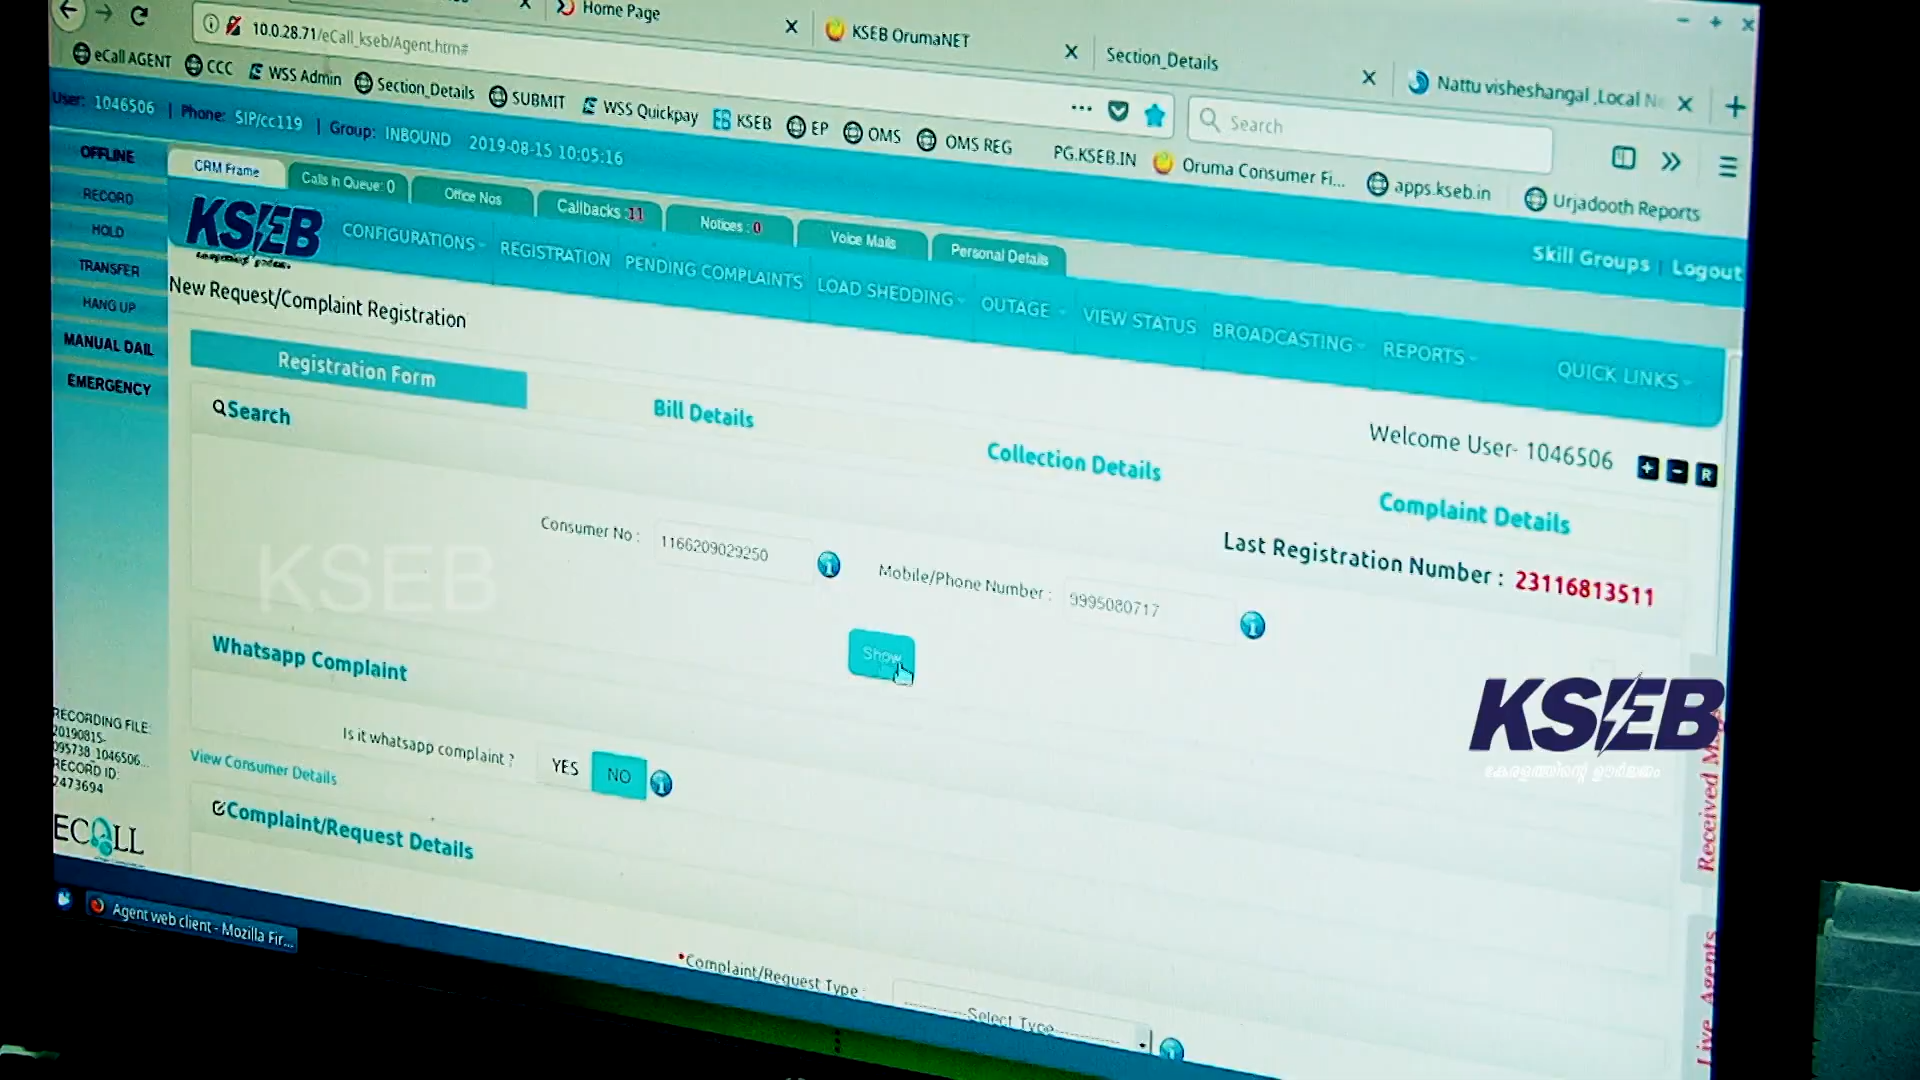 Home Page
KSEB OrumaNET
Section_Details
Nattu visheshangal ,Local N
10.0.28.71/eCall_kseb/Agent.htm#
Search
eCall AGENT
CCC
WSS Admin
Section_Details
SUBMIT
WSS Quickpay
KSEB
EP
OMS
OMS REG
PG.KSEB.IN
Oruma Consumer Fi...
apps.kseb.in
Urjadooth Reports
User: 1046506 | Phone: SIP/cc119 | Group: INBOUND 2019-08-15 10:05:16
Skill Groups | Logout
OFFLINE
RECORD
HOLD
TRANSFER
HANG UP
MANUAL DAIL
EMERGENCY
CRM Frame
Calls In Queue: 0
Office Nos
Callbacks :11
Notices : 0
Voice Mails
Personal Details
KSEB
CONFIGURATIONS
REGISTRATION
PENDING COMPLAINTS
LOAD SHEDDING
OUTAGE
VIEW STATUS
BROADCASTING
REPORTS
QUICK LINKS
New Request/Complaint Registration
Welcome User- 1046506
+ - R
Registration Form
Bill Details
Collection Details
Complaint Details
Search
Last Registration Number : 23116813511
Consumer No : 1166209029250
Mobile/Phone Number : 9995080717
KSEB
Show
Whatsapp Complaint
Is it whatsapp complaint ? YES NO
View Consumer Details
Complaint/Request Details
*Complaint/Request Type :
Select Type
RECORDING FILE:
20190815-
095738_1046506...
RECORD ID:
2473694
ECALL
Agent web client - Mozilla Fir...
KSEB
കേരളത്തിന്റെ ഊർജ്ജം
Received
Live Agents